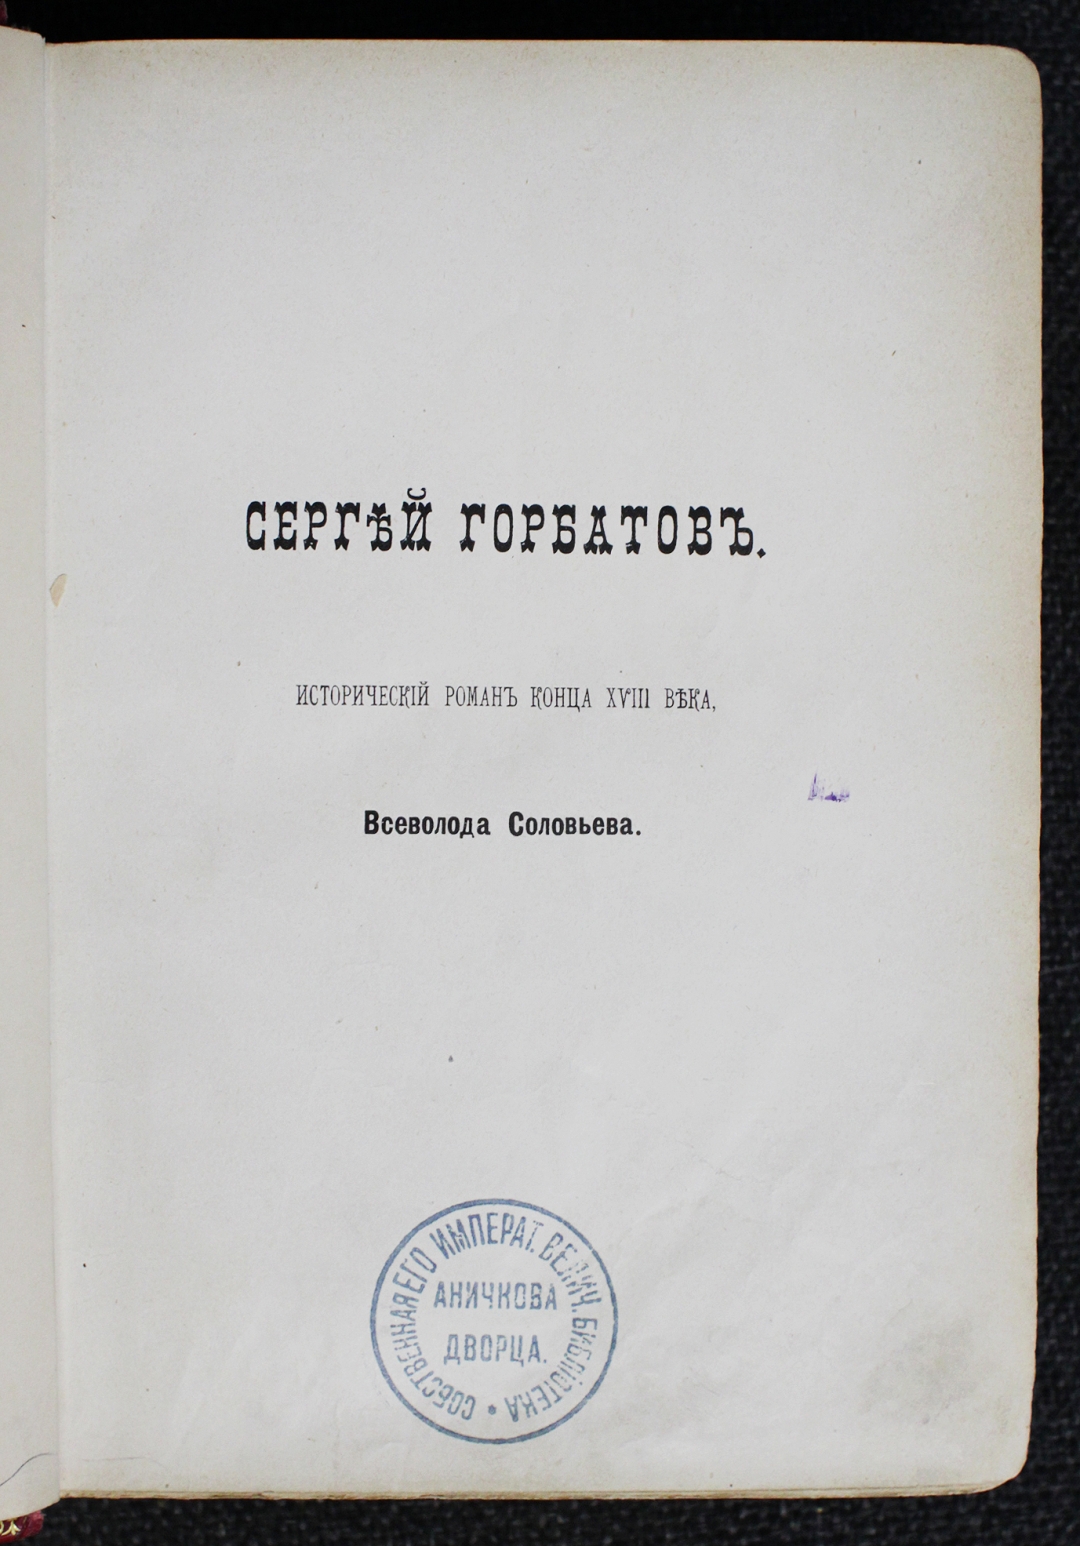 СЕРГѢЙ ГОРБАТОВЪ.
ИСТОРИЧЕСКІЙ РОМАНЪ КОНЦА XVIII ВѢКА,
Всеволода Соловьева.
СОБСТВЕННАЯ ЕГО ИМПЕРАТ. ВЕЛИЧ. БИБЛІОТЕКА *
АНИЧКОВА
ДВОРЦА.